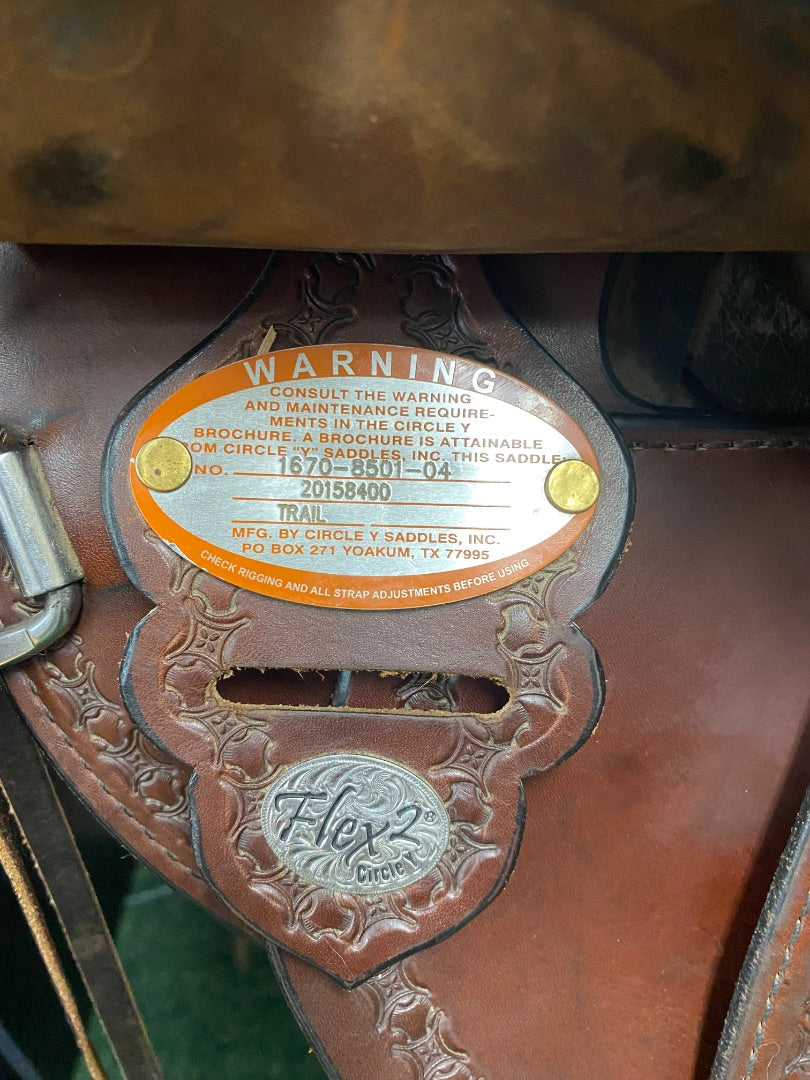 WARNING
CONSULT THE WARNING
AND MAINTENANCE REQUIRE-
MENTS IN THE CIRCLE Y
BROCHURE. A BROCHURE IS ATTAINABLE
ROM CIRCLE "Y" SADDLES, INC. THIS SADDLE
NO. 1670-8501-04
20158400
TRAIL
MFG. BY CIRCLE Y SADDLES, INC.
PO BOX 271 YOAKUM, TX 77995
CHECK RIGGING AND ALL STRAP ADJUSTMENTS BEFORE USING
Flex2®
Circle Y